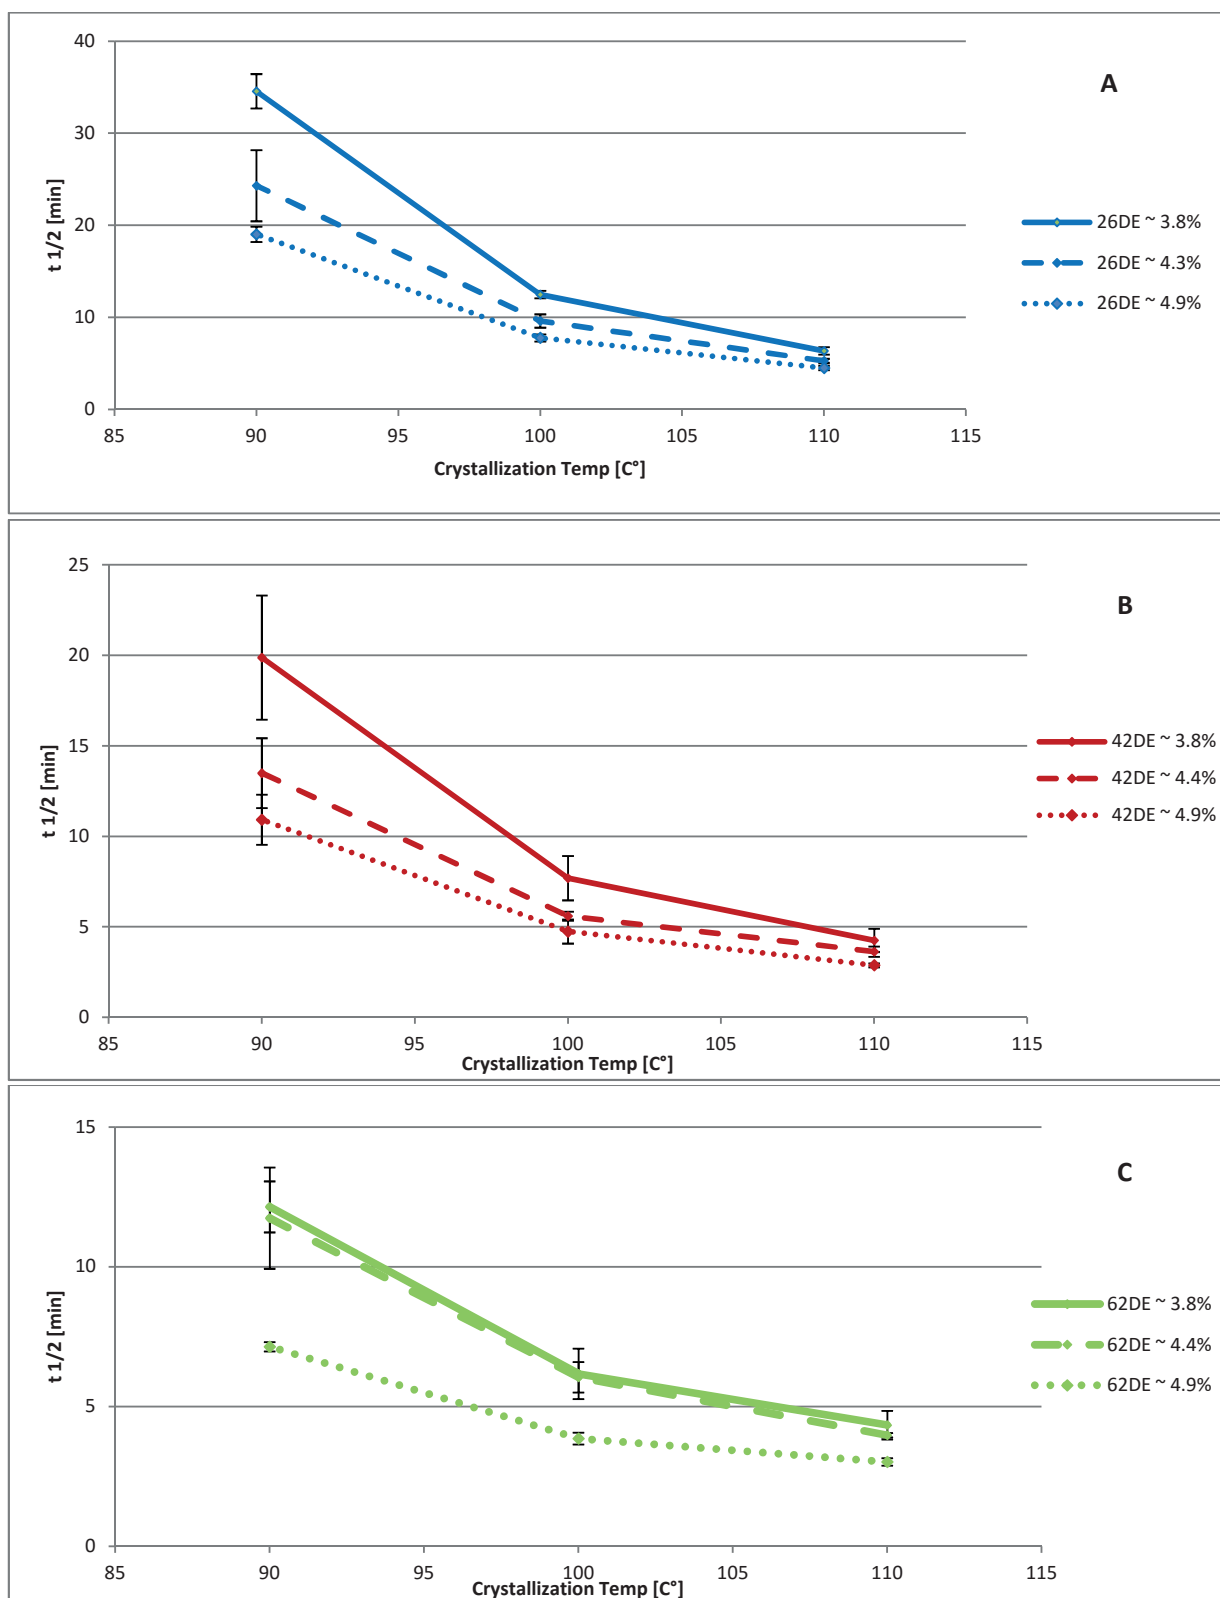 40
A
30
t 1/2 [min]
20
26DE ~ 3.8%
26DE ~ 4.3%
26DE ~ 4.9%
10
0
85 90 95 100 105 110 115
Crystallization Temp [C°]
25
B
20
t 1/2 [min]
15
42DE ~ 3.8%
42DE ~ 4.4%
42DE ~ 4.9%
10
5
0
85 90 95 100 105 110 115
Crystallization Temp [C°]
15
C
10
t 1/2 [min]
62DE ~ 3.8%
62DE ~ 4.4%
62DE ~ 4.9%
5
0
85 90 95 100 105 110 115
Crystallization Temp [C°]